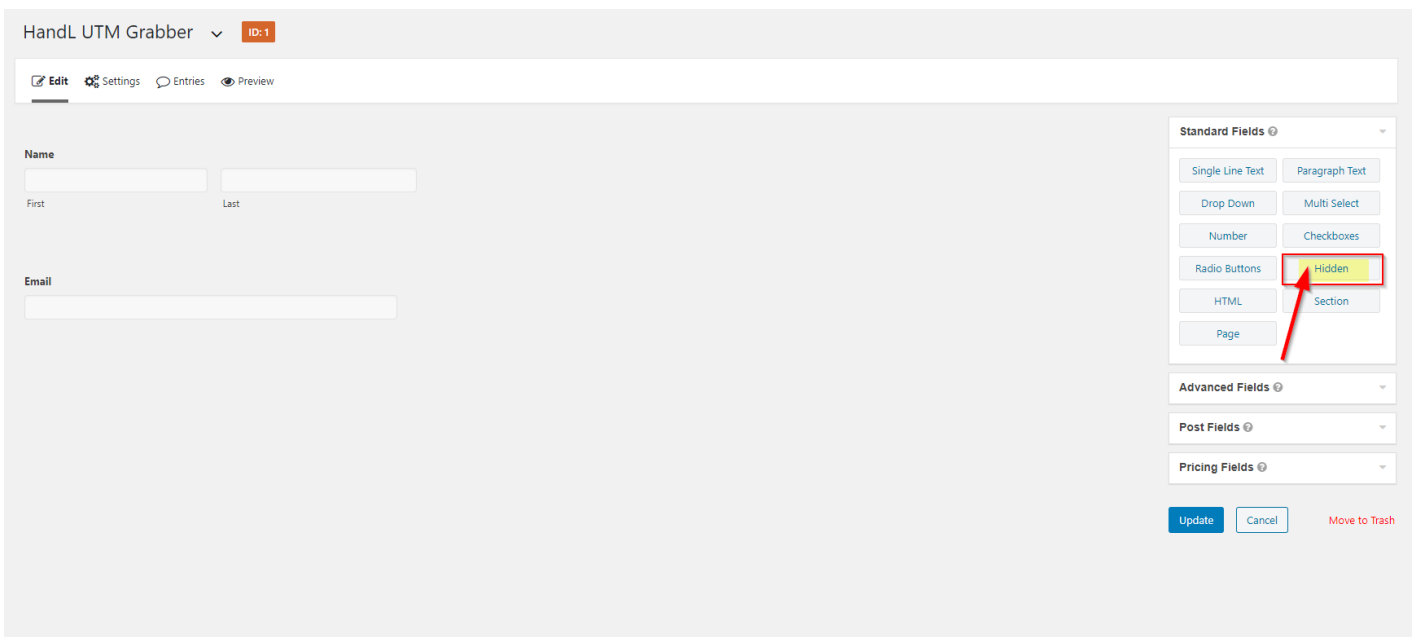 HandL UTM Grabber ID: 1
Edit Settings Entries Preview
Name
First Last
Email
Standard Fields
Single Line Text Paragraph Text
Drop Down Multi Select
Number Checkboxes
Radio Buttons Hidden
HTML Section
Page
Advanced Fields
Post Fields
Pricing Fields
Update Cancel Move to Trash